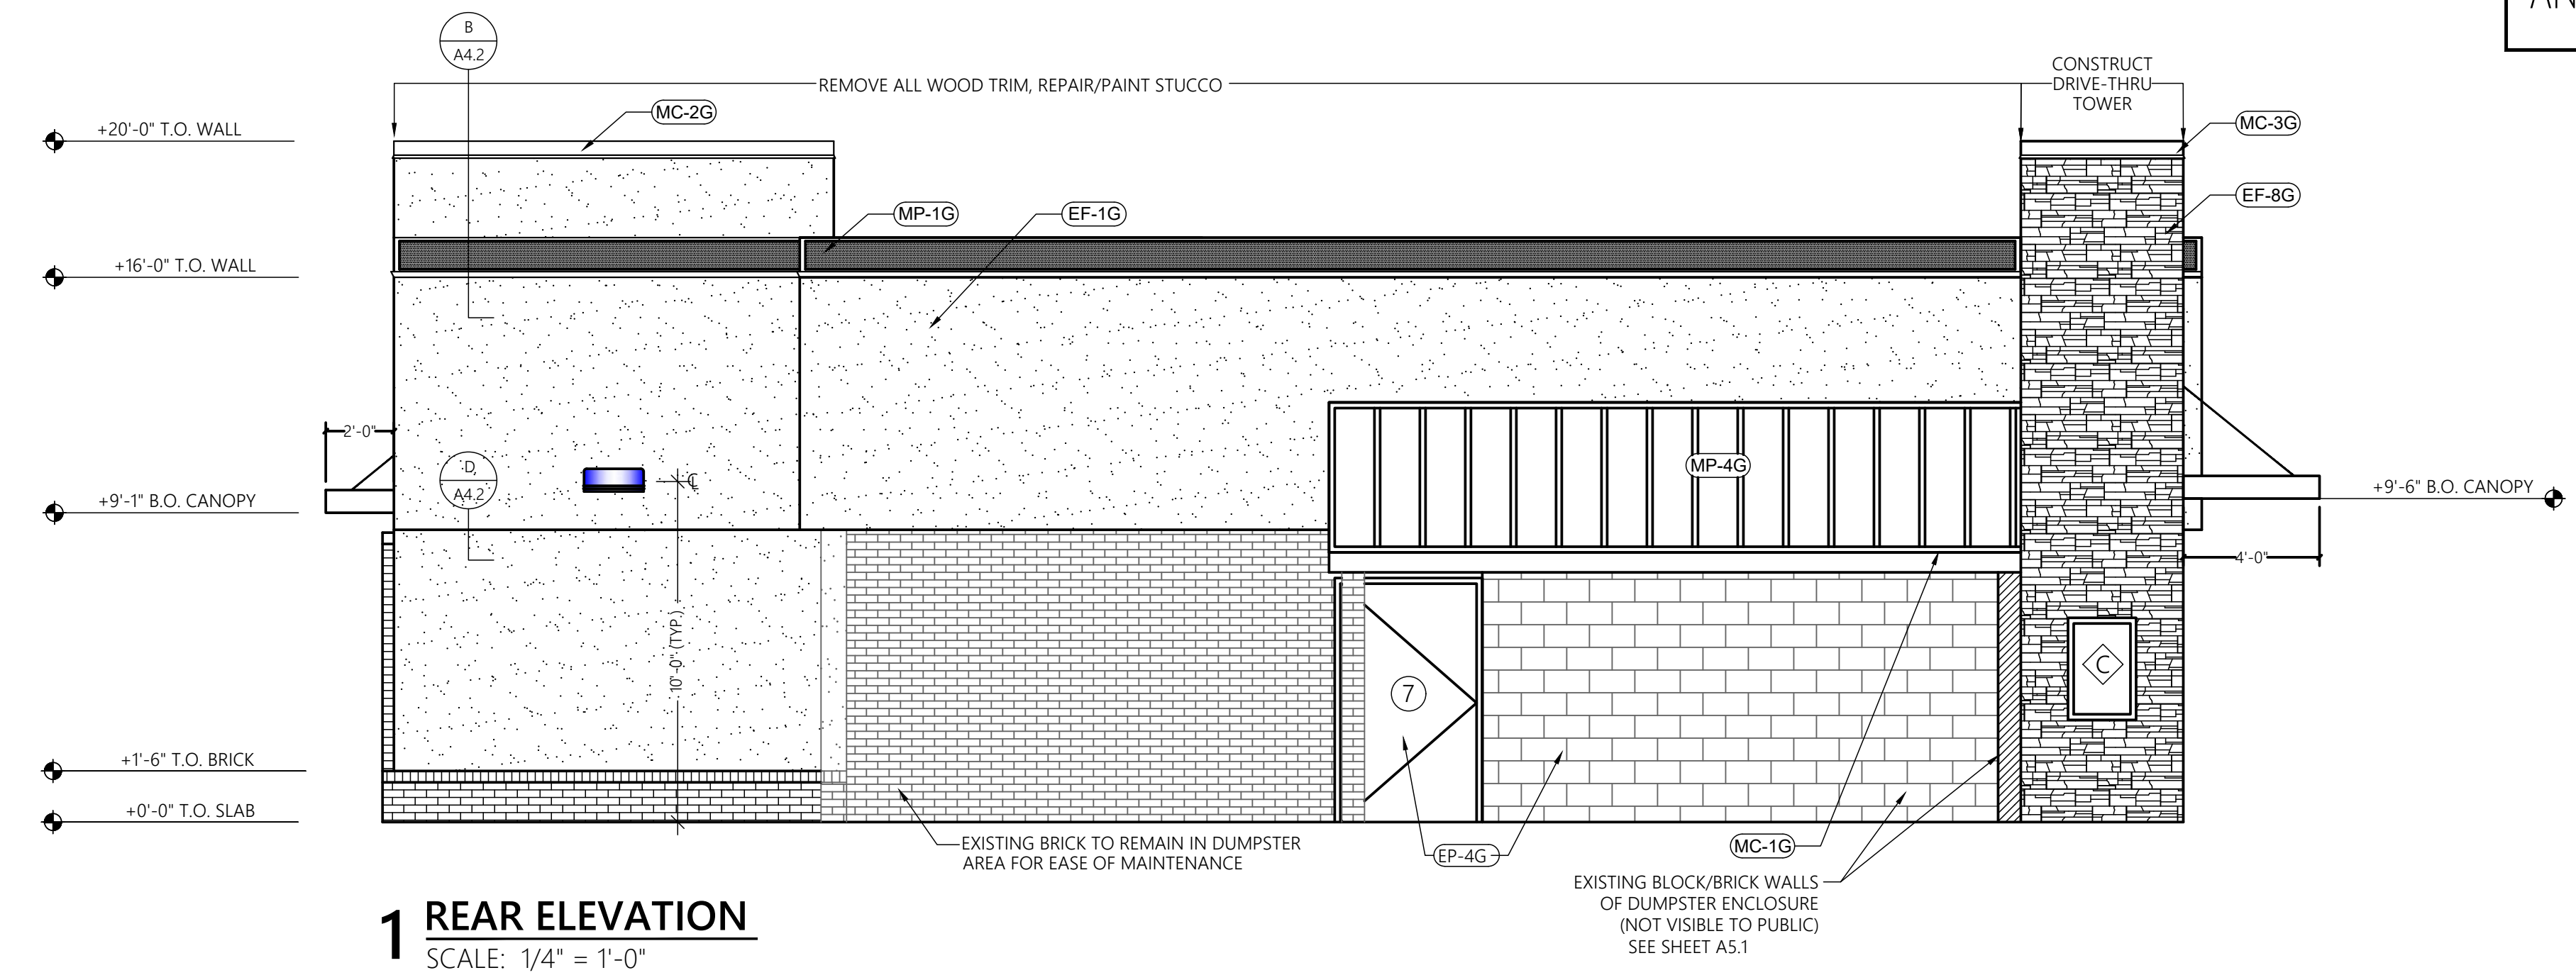 AN
B
A4.2
REMOVE ALL WOOD TRIM, REPAIR/PAINT STUCCO
CONSTRUCT
DRIVE-THRU
TOWER
MC-2G
MC-3G
+20'-0" T.O. WALL
MP-1G
EF-1G
EF-8G
+16'-0" T.O. WALL
2'-0"
D
A4.2
℄
MP-4G
+9'-1" B.O. CANOPY
+9'-6" B.O. CANOPY
4'-0"
10"-0" (TYP.)
7
C
+1'-6" T.O. BRICK
+0'-0" T.O. SLAB
EXISTING BRICK TO REMAIN IN DUMPSTER
AREA FOR EASE OF MAINTENANCE
EP-4G
MC-1G
EXISTING BLOCK/BRICK WALLS
OF DUMPSTER ENCLOSURE
(NOT VISIBLE TO PUBLIC)
SEE SHEET A5.1
1 REAR ELEVATION
SCALE: 1/4" = 1'-0"